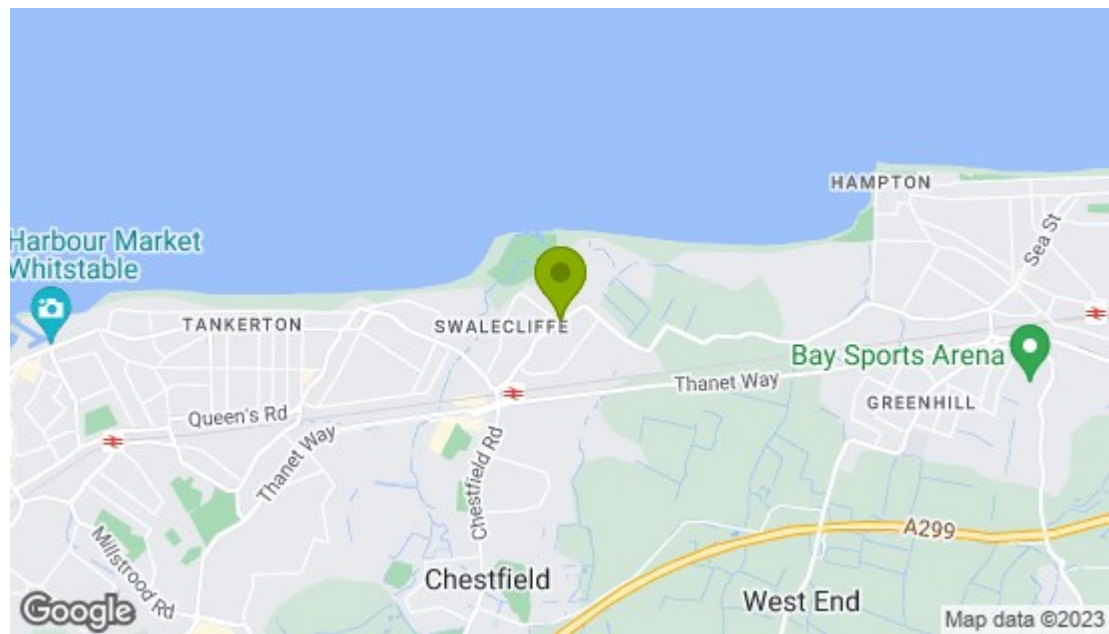 HAMPTON
Sea St
Harbour Market
Whitstable
TANKERTON
SWALECLIFFE
Bay Sports Arena
Thanet Way
GREENHILL
Queen's Rd
Thanet Way
Chestfield Rd
Millstrood Rd
A299
Chestfield
West End
Google
Map data ©2023